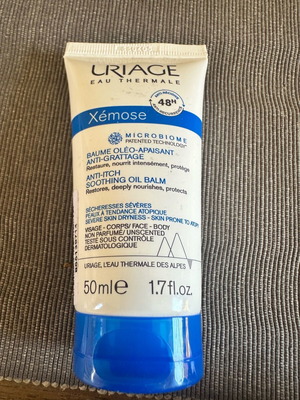 URIAGE
EAU THERMALE
48H
Xémose
MICROBIOME
PATENTED TECHNOLOGY
BAUME OLÉO-APAISANT
ANTI-GRATTAGE
Restaure, nourrit intensément, protège
ANTI-ITCH
SOOTHING OIL BALM
Restores, deeply nourishes, protects
SÉCHERESSES SÉVÈRES
PEAUX À TENDANCE ATOPIQUE
SEVERE SKIN DRYNESS - SKIN PRONE TO ATOPY
VISAGE - CORPS/ FACE - BODY
NON PARFUMÉ/ UNSCENTED
TESTÉ SOUS CONTRÔLE
DERMATOLOGIQUE
URIAGE, L'EAU THERMALE DES ALPES
50 ml e 1.7 fl.oz.